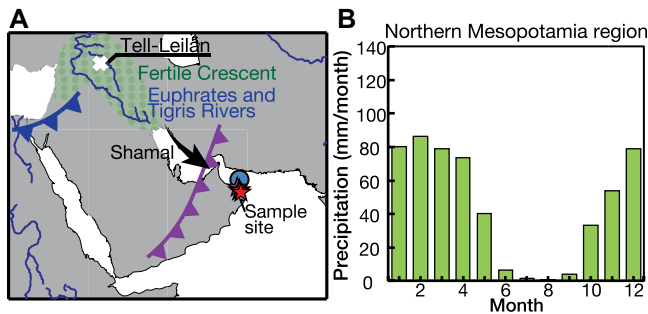 A
Tell-Leilan
Fertile Crescent
Euphrates and
Tigris Rivers
Shamal
Sample
site
B
Northern Mesopotamia region
Precipitation (mm/month)
140
120
100
80
60
40
20
0
2
4
6
8
10
12
Month